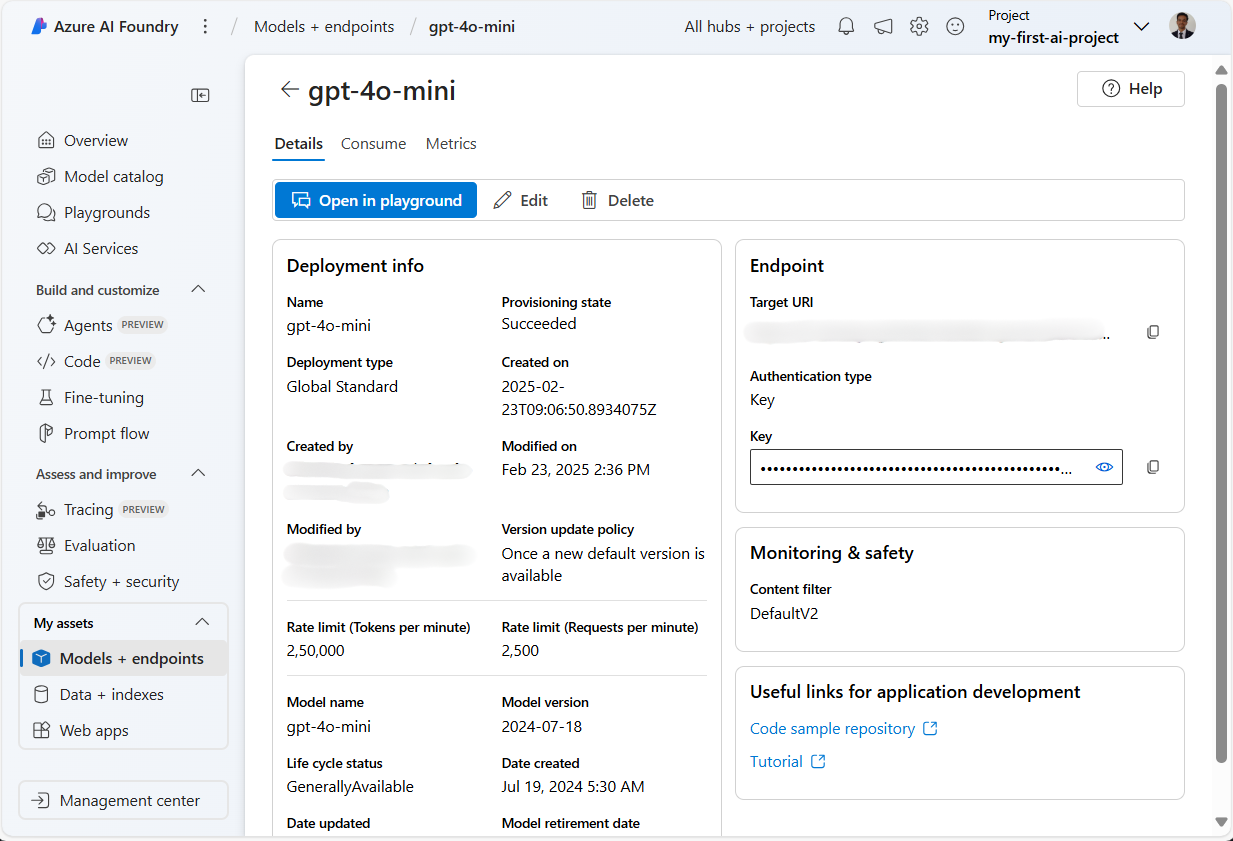 Azure AI Foundry / Models + endpoints / gpt-4o-mini All hub​s + projects Project
my-first-ai-project
gpt-4o-mini
Help
Details Consume Metrics
Open in playground Edit Delete
Overview
Model catalog
Playgrounds
AI Services
Build and customize
Agents PREVIEW
Code PREVIEW
Fine-tuning
Prompt flow
Assess and improve
Tracing PREVIEW
Evaluation
Safety + security
My assets
Models + endpoints
Data + indexes
Web apps
Management center
Deployment info
Name
gpt-4o-mini
Provisioning state
Succeeded
Deployment type
Global Standard
Created on
2025-02-
23T09:06:50.8934075Z
Created by
Modified on
Feb 23, 2025 2:36 PM
Modified by
Version update policy
Once a new default version is
available
Rate limit (Tokens per minute)
2,50,000
Rate limit (Requests per minute)
2,500
Model name
gpt-4o-mini
Model version
2024-07-18
Life cycle status
GenerallyAvailable
Date created
Jul 19, 2024 5:30 AM
Date updated
Model retirement date
Endpoint
Target URI
...
Authentication type
Key
Key
••••••••••••••••••••••••••••••••••••••••••••••...
Monitoring & safety
Content filter
DefaultV2
Useful links for application development
Code sample repository
Tutorial